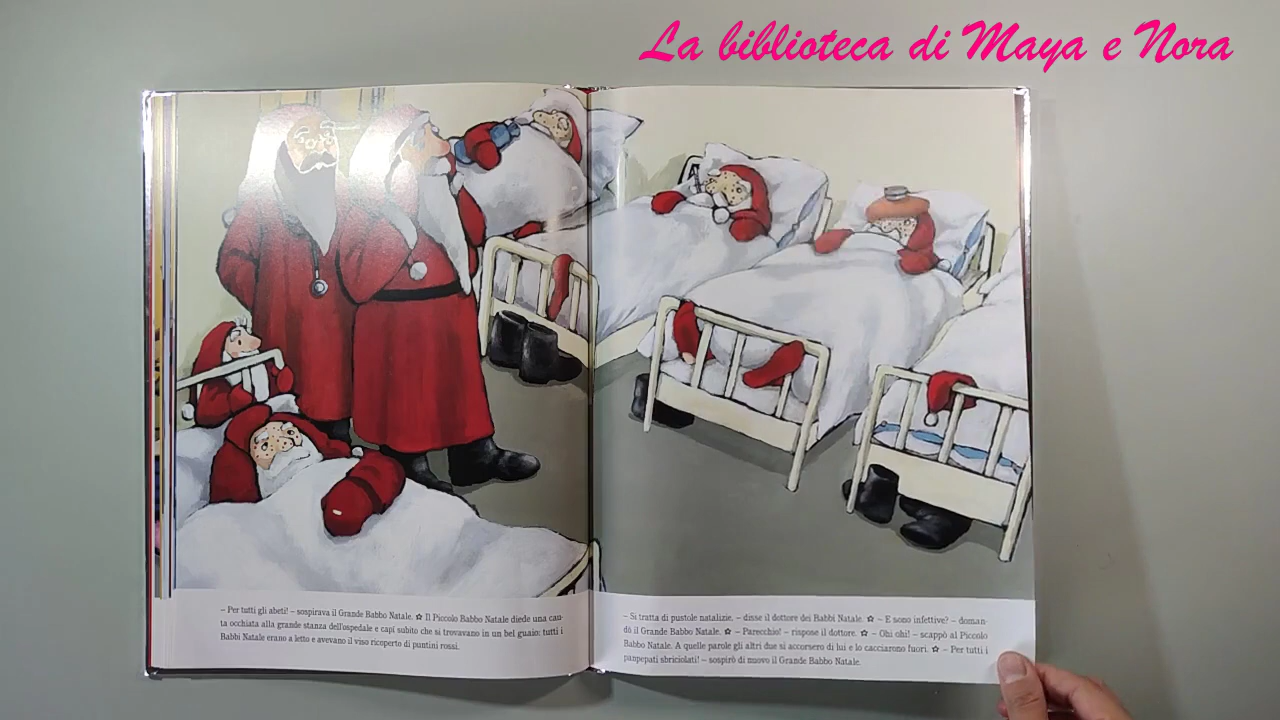 La biblioteca di Maya e Nora
– Per tutti gli abeti! – sospirava il Grande Babbo Natale. ✿ Il Piccolo Babbo Natale diede una cau-
ta occhiata alla grande stanza dell'ospedale e capì subito che si trovavano in un bel guaio: tutti i
Babbi Natale erano a letto e avevano il viso ricoperto di puntini rossi.
– Si tratta di pustole natalizie. – disse il dottore dei Babbi Natale. ✿ – E sono infettive? – doman-
dò il Grande Babbo Natale. ✿ – Parecchio! – rispose il dottore. ✿ – Ohi ohi! – scappò al Piccolo
Babbo Natale. A quelle parole gli altri due si accorsero di lui e lo cacciarono fuori. ✿ – Per tutti i
panpepati sbriciolati! – sospirò di nuovo il Grande Babbo Natale.